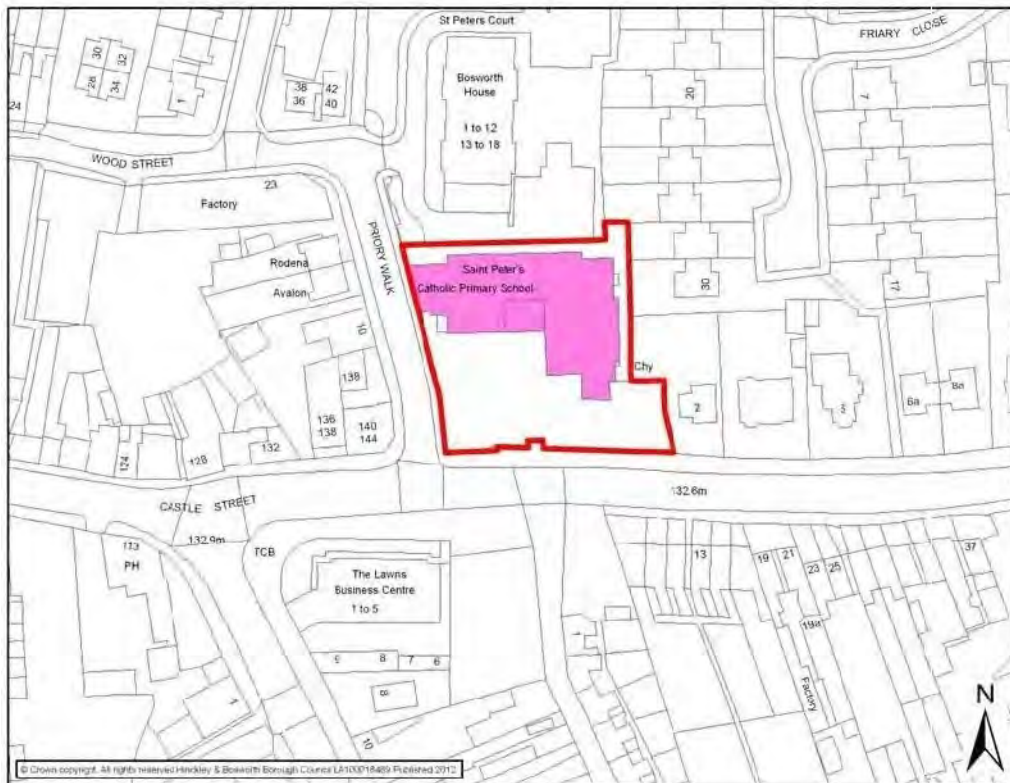 St Peters Court
FRIARY CLOSE
30
32
28
34
1
38
42
36
40
24
Bosworth
House
1 to 12
13 to 18
20
7
WOOD STREET
23
Factory
PRIORY WALK
Rodena
Avalon
Saint Peter's
Catholic Primary School
30
17
10
138
Chy
136
138
140
144
2
6a
8a
124
128
132
CASTLE STREET
132.6m
132.9m
113
PH
TCB
The Lawns
Business Centre
1 to 5
13
19
21
23
25
37
19a
1
9
8
7
6
8
1
10
Factory
N
© Crown copyright. All rights reserved Hinckley & Bosworth Borough Council LA100018489 Published 2012